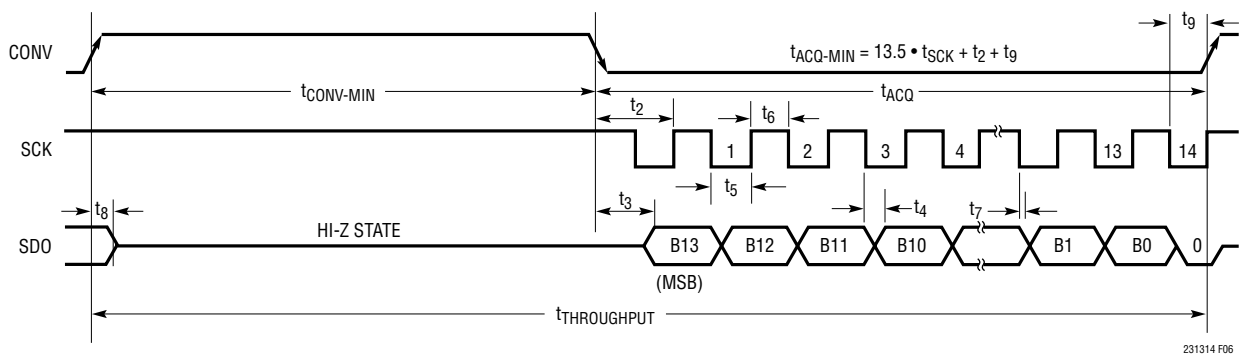 t9
CONV
tACQ-MIN = 13.5 • tSCK + t2 + t9
tCONV-MIN
tACQ
t2
t6
SCK
1
2
3
4
13
14
t5
t8
t3
t4
t7
SDO
HI-Z STATE
B13
B12
B11
B10
B1
B0
0
(MSB)
tTHROUGHPUT
231314 F06